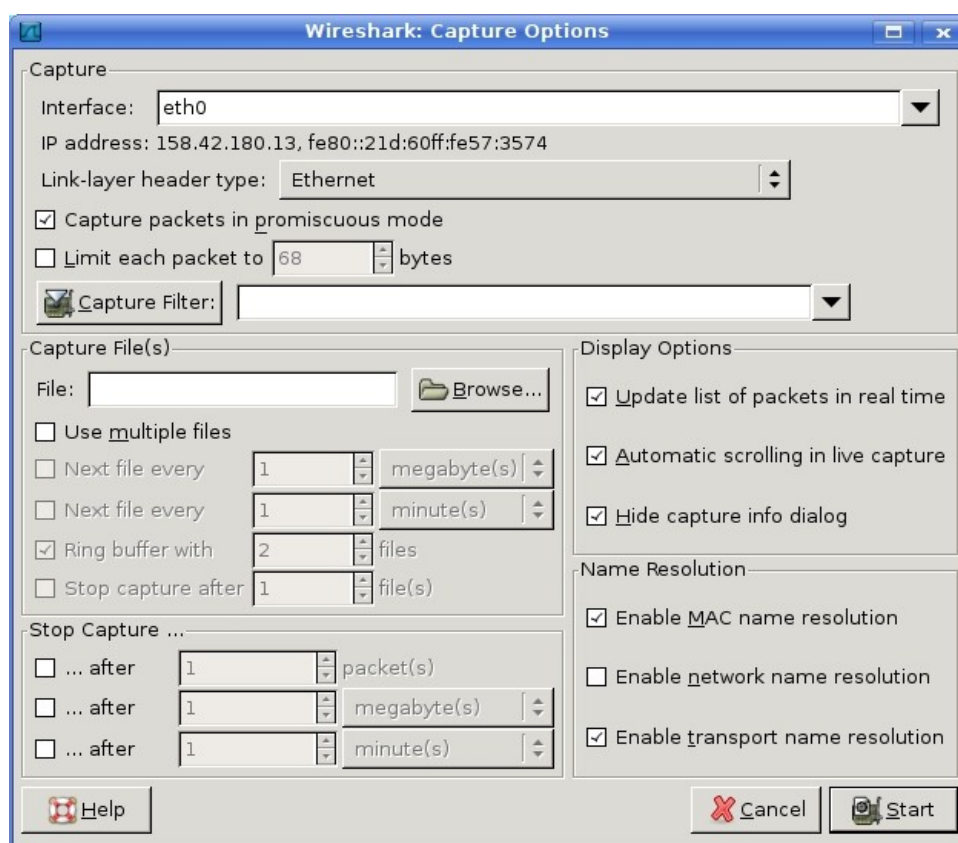 Wireshark: Capture Options
Capture
Interface: eth0
IP address: 158.42.180.13, fe80::21d:60ff:fe57:3574
Link-layer header type: Ethernet
Capture packets in promiscuous mode
Limit each packet to 68 bytes
Capture Filter:
Capture File(s)
File: Browse...
Use multiple files
Next file every 1 megabyte(s)
Next file every 1 minute(s)
Ring buffer with 2 files
Stop capture after 1 file(s)
Stop Capture ...
... after 1 packet(s)
... after 1 megabyte(s)
... after 1 minute(s)
Display Options
Update list of packets in real time
Automatic scrolling in live capture
Hide capture info dialog
Name Resolution
Enable MAC name resolution
Enable network name resolution
Enable transport name resolution
Help
Cancel
Start